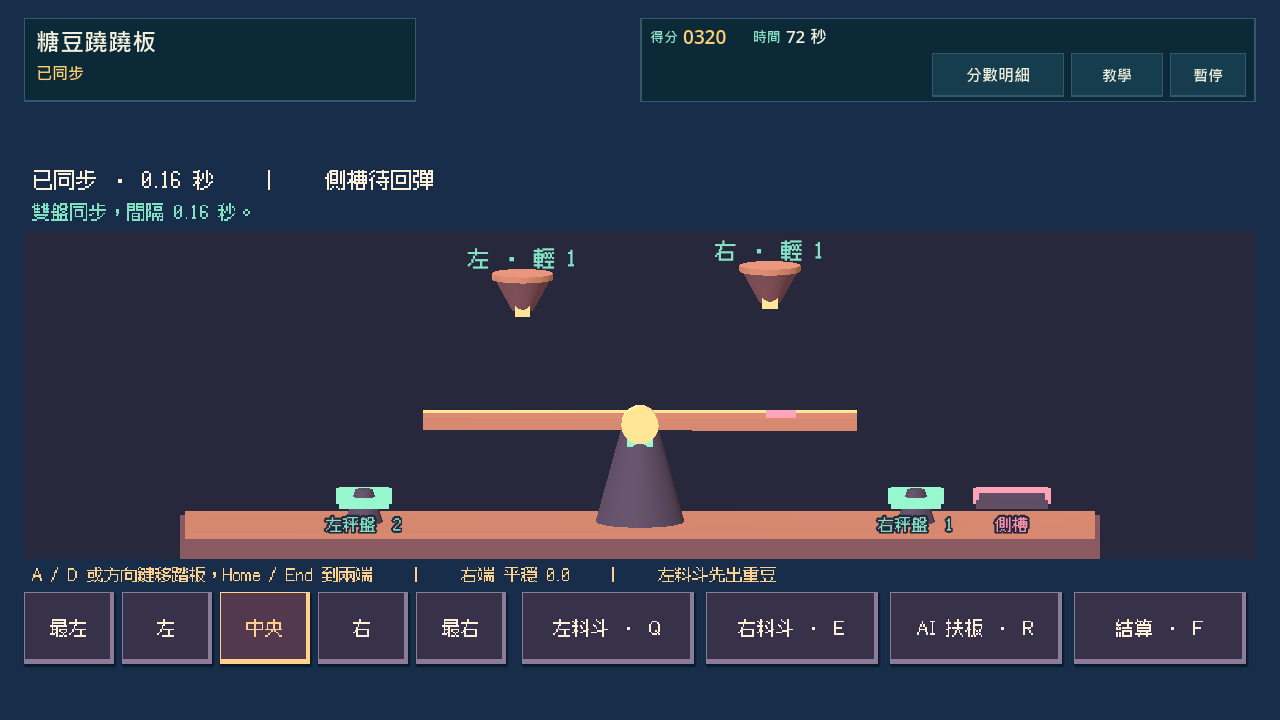 糖豆蹺蹺板
已同步
得分 0320 時間 72 秒
分數明細 教學 暫停
已同步 · 0.16 秒 | 側槽待回彈
雙盤同步，間隔 0.16 秒。
左 · 輕 1
右 · 輕 1
左秤盤 2
右秤盤 1
側槽
A / D 或方向鍵移踏板，Home / End 到兩端 | 右端 平穩 0.0 | 左料斗先出重豆
最左 左 中央 右 最右 左料斗 · Q 右料斗 · E AI 扶板 · R 結算 · F